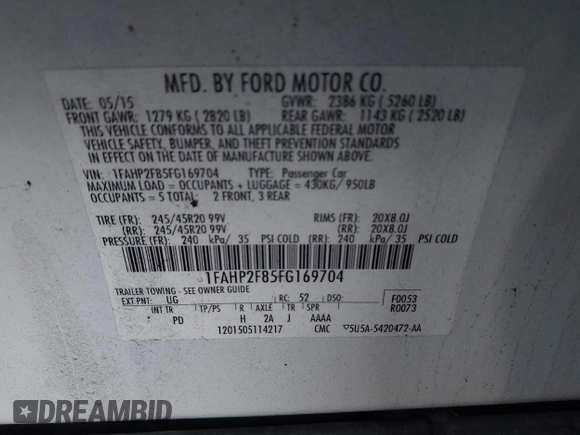 MFD. BY FORD MOTOR CO.
DATE: 05/15 GVWR: 2386 KG ( 5260 LB)
FRONT GAWR: 1279 KG ( 2820 LB) REAR GAWR: 1143 KG ( 2520 LB)
THIS VEHICLE CONFORMS TO ALL APPLICABLE FEDERAL MOTOR
VEHICLE SAFETY, BUMPER, AND THEFT PREVENTION STANDARDS
IN EFFECT ON THE DATE OF MANUFACTURE SHOWN ABOVE.
VIN: 1FAHP2F85FG169704 TYPE: Passenger Car
MAXIMUM LOAD = OCCUPANTS + LUGGAGE = 430KG/ 950LB
OCCUPANTS = 5 TOTAL: 2 FRONT, 3 REAR
TIRE (FR): 245/45R20 99V RIMS (FR): 20X8.0J
(RR): 245/45R20 99V (RR): 20X8.0J
PRESSURE (FR): 240 kPa/ 35 PSI COLD (RR): 240 kPa/ 35 PSI COLD
1FAHP2F85FG169704
TRAILER TOWING - SEE OWNER GUIDE
EXT PNT: UG RC: 52 DSO: F0053
INT TR TP/PS R AXLE TR SPR R0073
PD H 2A J AAAA
1201505114217 CMC ▽5U5A-5420472-AA
DREAMBID